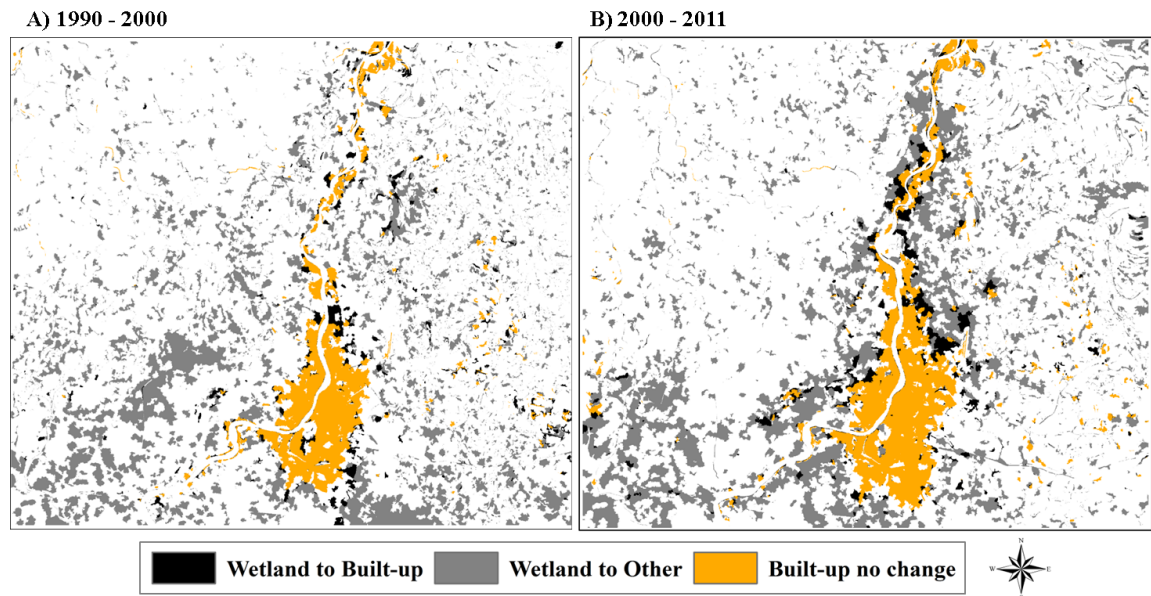 A) 1990 - 2000
B) 2000 - 2011
Wetland to Built-up
Wetland to Other
Built-up no change
N
W
E
S